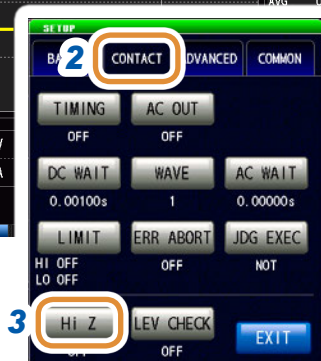 AVG
SETUP
BA 2 CONTACT DVANCED COMMON
TIMING AC OUT
OFF OFF
DC WAIT WAVE AC WAIT
0.00100s 1 0.00000s
LIMIT ERR ABORT JDG EXEC
HI OFF OFF NOT
LO OFF
3 Hi Z LEV CHECK EXIT
OFF OFF